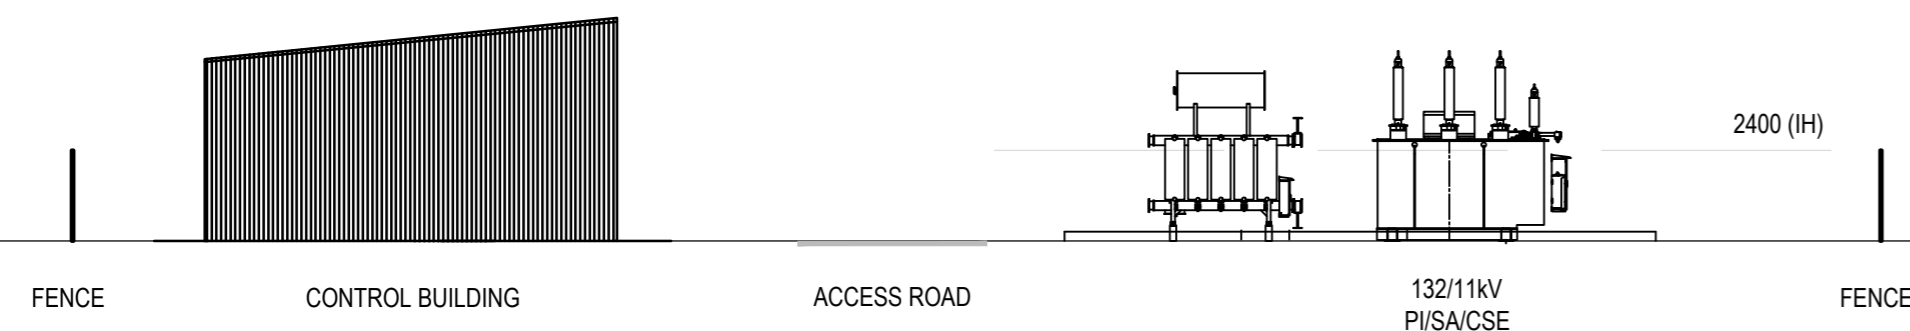 2400 (IH)
FENCE
CONTROL BUILDING
ACCESS ROAD
132/11kV
PI/SA/CSE
FENCE